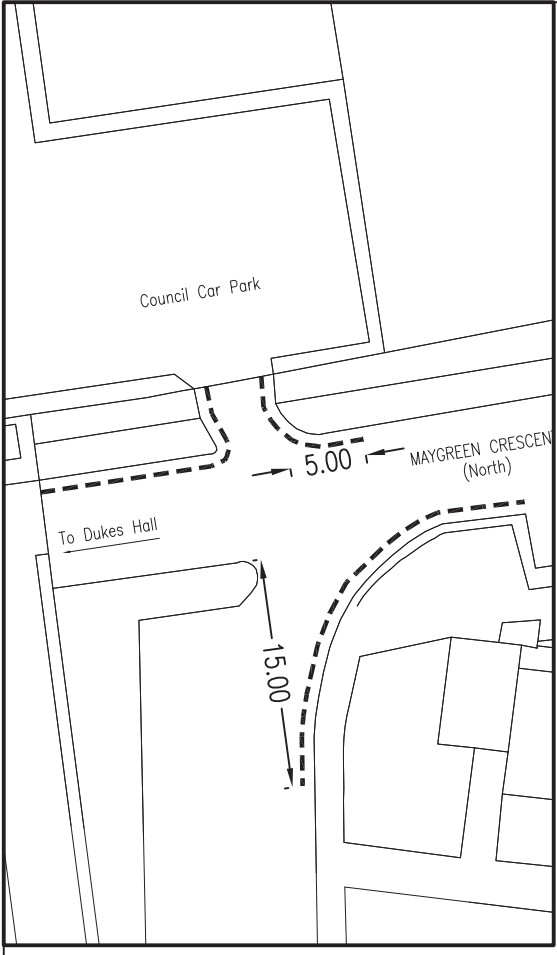 Council Car Park
5.00
MAYGREEN CRESCEN
(North)
To Dukes Hall
15.00